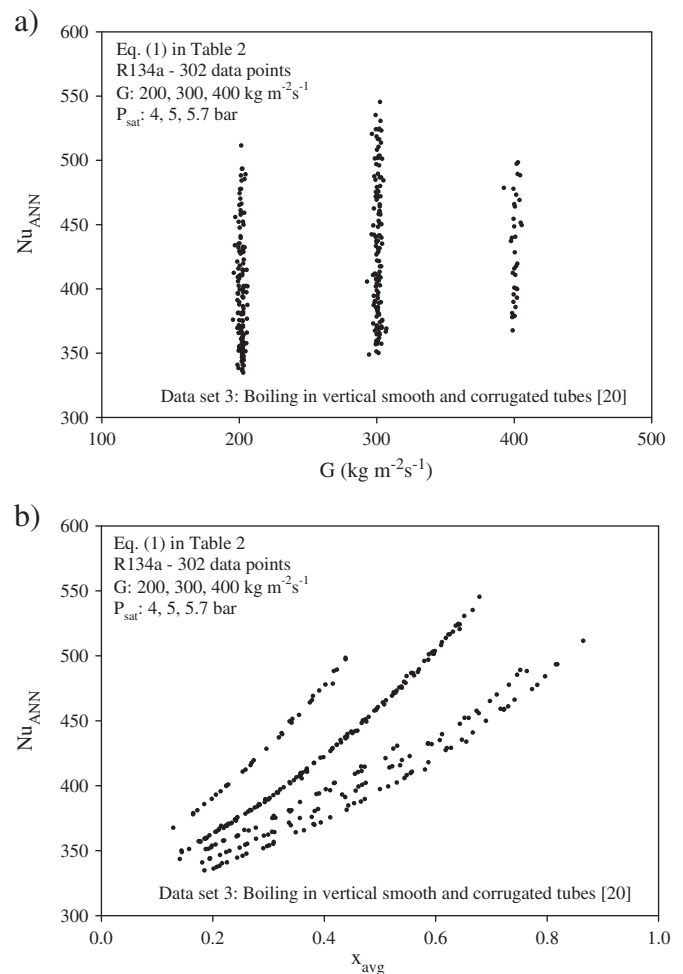 a)
600
550
500
450
400
350
300
Nu_ANN
Eq. (1) in Table 2
R134a - 302 data points
G: 200, 300, 400 kg m⁻²s⁻¹
P_sat: 4, 5, 5.7 bar
Data set 3: Boiling in vertical smooth and corrugated tubes [20]
100 200 300 400 500
G (kg m⁻²s⁻¹)
b)
600
550
500
450
400
350
300
Nu_ANN
Eq. (1) in Table 2
R134a - 302 data points
G: 200, 300, 400 kg m⁻²s⁻¹
P_sat: 4, 5, 5.7 bar
Data set 3: Boiling in vertical smooth and corrugated tubes [20]
0.0 0.2 0.4 0.6 0.8 1.0
x_avg